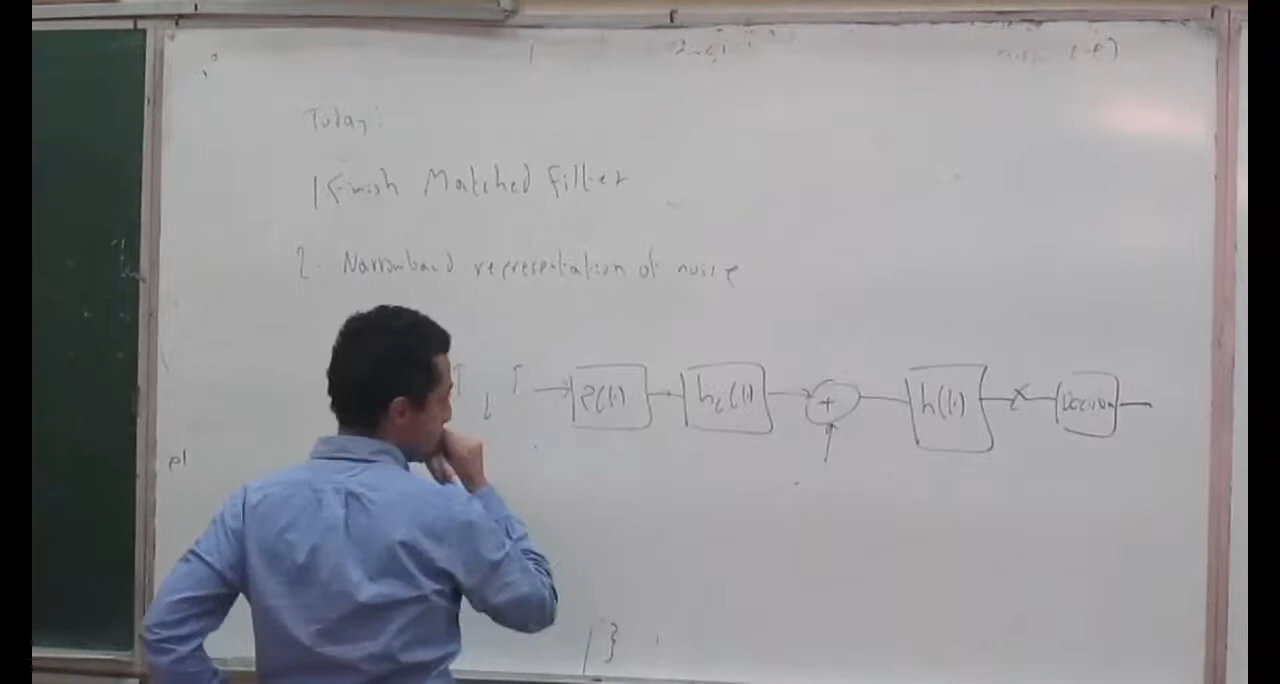 Today:
1. Finish Matched filter
2- Narrowband representation of noise
P(t) hc(t) + h(t) Decision